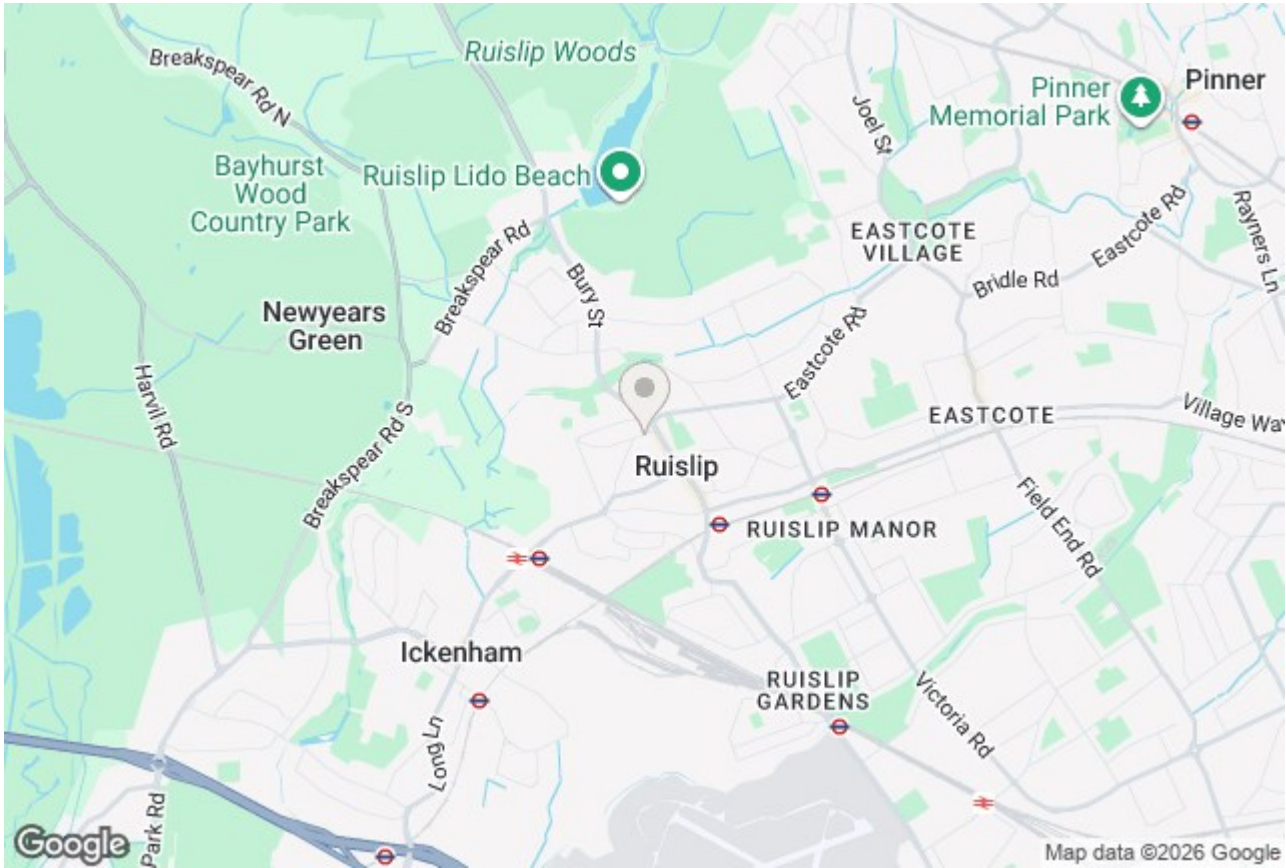 Ruislip Woods
Breakspear Rd N
Pinner
Pinner
Memorial Park
Joel St
Bayhurst
Wood
Country Park
Ruislip Lido Beach
Eastcote Rd
Rayners Ln
EASTCOTE
VILLAGE
Breakspear Rd
Bury St
Bridle Rd
Newyears
Green
Eastcote Rd
Harvil Rd
EASTCOTE
Village Way
Breakspear Rd S
Ruislip
Field End Rd
RUISLIP MANOR
Ickenham
RUISLIP
GARDENS
Victoria Rd
Long Ln
Park Rd
Google
Map data ©2026 Google